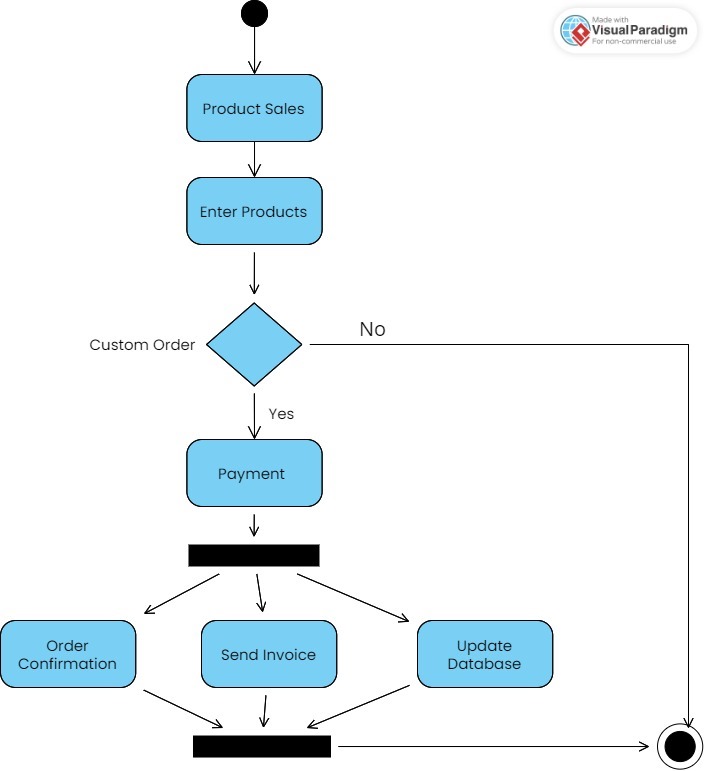 Made with
Visual Paradigm
For non-commercial use
Product Sales
Enter Products
Custom Order
No
Yes
Payment
Order
Confirmation
Send Invoice
Update
Database